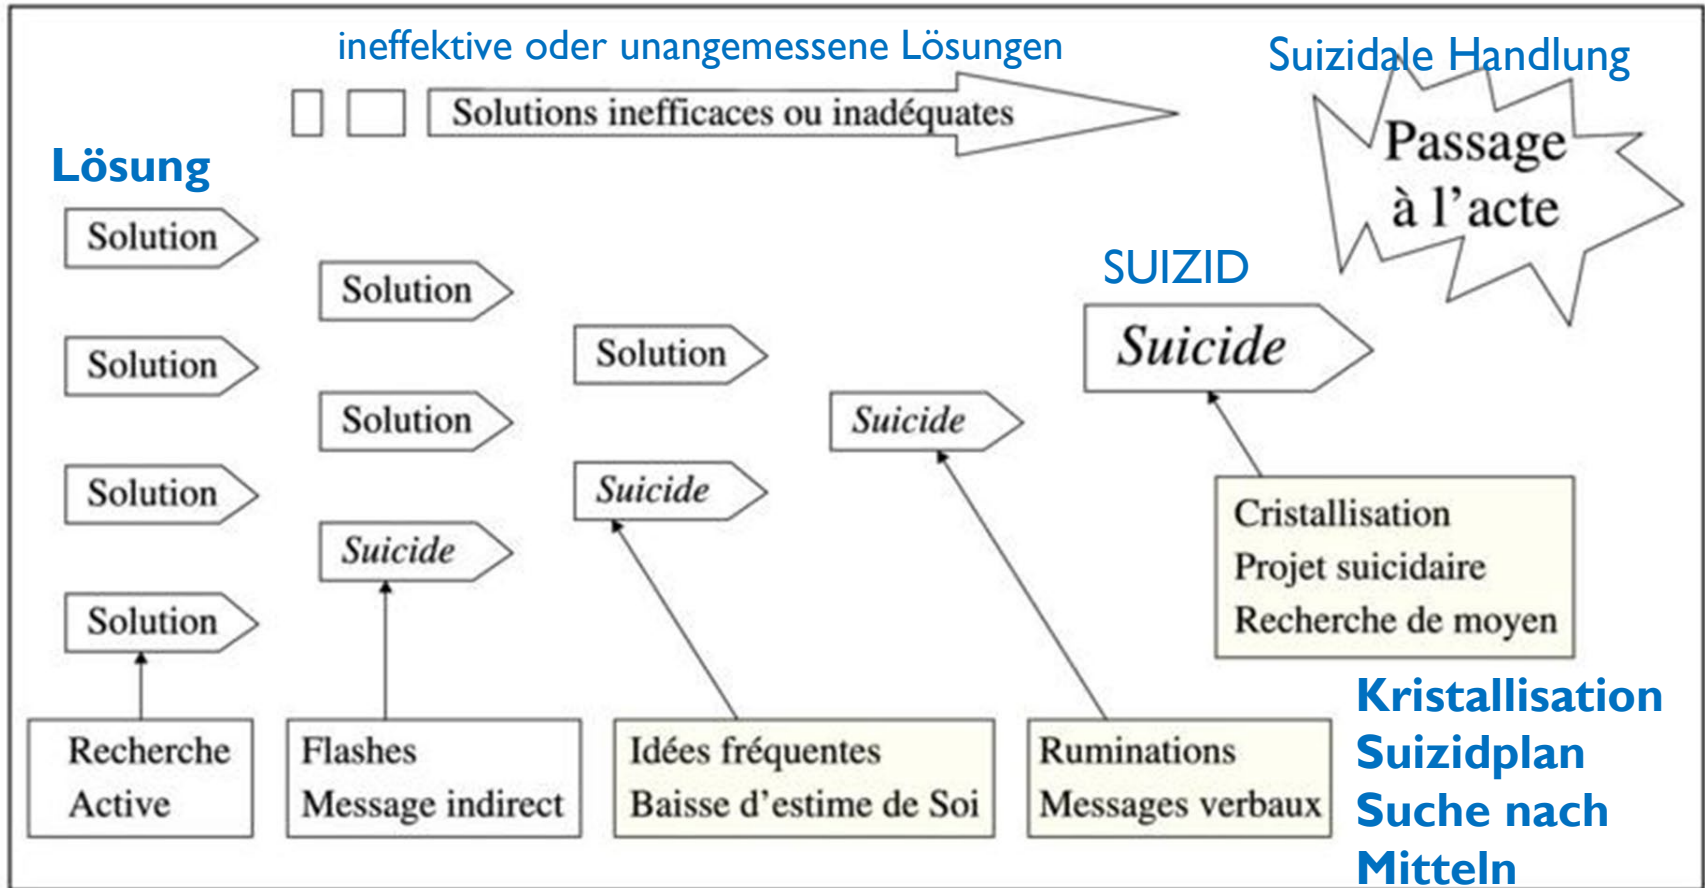 ineffektive oder unangemessene Lösungen
Suizidale Handlung
Solutions inefficaces ou inadéquates
Passage
à l'acte
Lösung
Solution
Solution
Solution
Solution
Solution
Solution
Suicide
Solution
Suicide
Suicide
SUIZID
Suicide
Recherche
Active
Flashes
Message indirect
Idées fréquentes
Baisse d'estime de Soi
Ruminations
Messages verbaux
Cristallisation
Projet suicidaire
Recherche de moyen
Kristallisation
Suizidplan
Suche nach
Mitteln